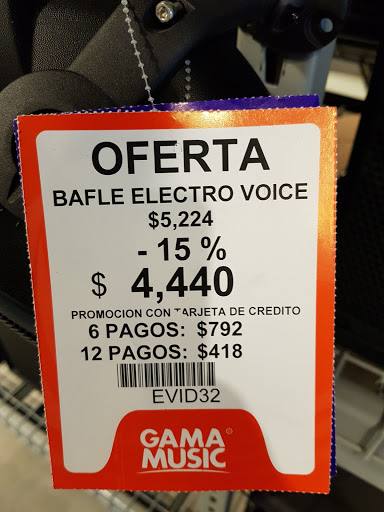 OFERTA
BAFLE ELECTRO VOICE
$5,224
- 15 %
$ 4,440
PROMOCION CON TARJETA DE CREDITO
6 PAGOS: $792
12 PAGOS: $418
EVID32
GAMA
MUSIC